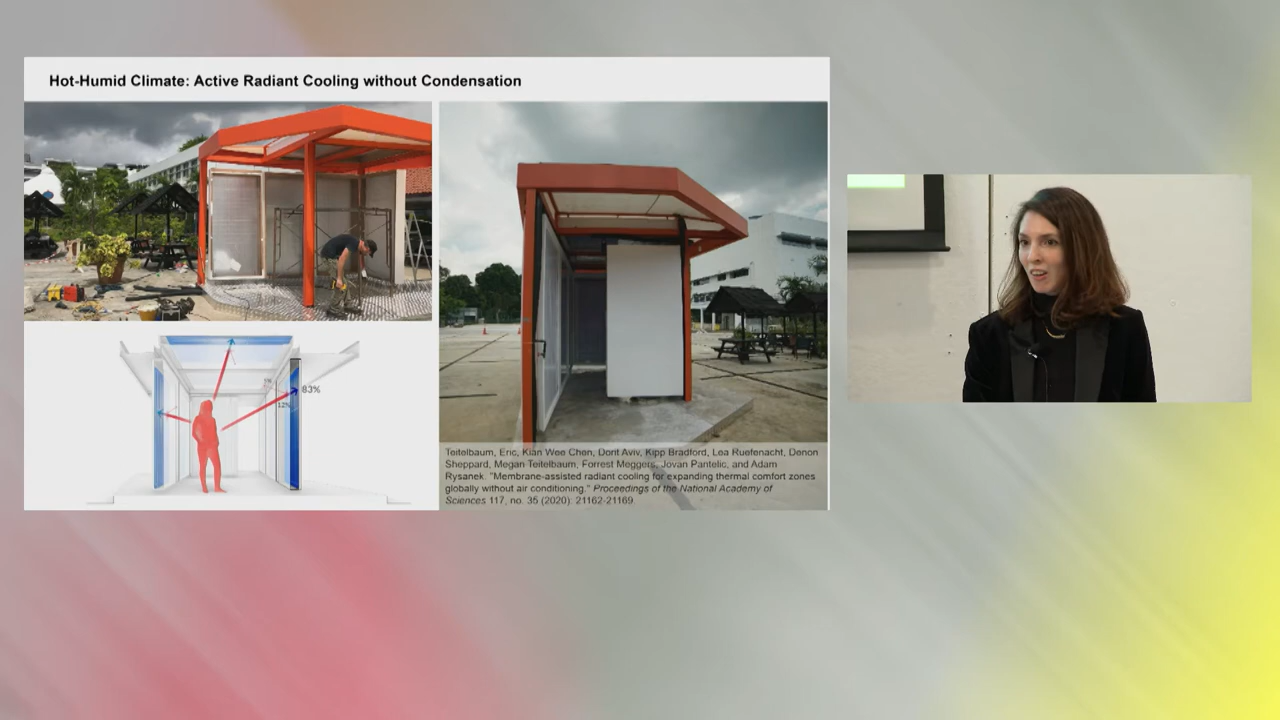 Hot-Humid Climate: Active Radiant Cooling without Condensation
83%
12%
Teitelbaum, Eric, Kian Wee Chen, Dorit Aviv, Kipp Bradford, Lea Ruefenacht, Denon
Sheppard, Megan Teitelbaum, Forrest Meggers, Jovan Pantelic, and Adam
Rysanek. "Membrane-assisted radiant cooling for expanding thermal comfort zones
globally without air conditioning." Proceedings of the National Academy of
Sciences 117, no. 35 (2020): 21162-21169.